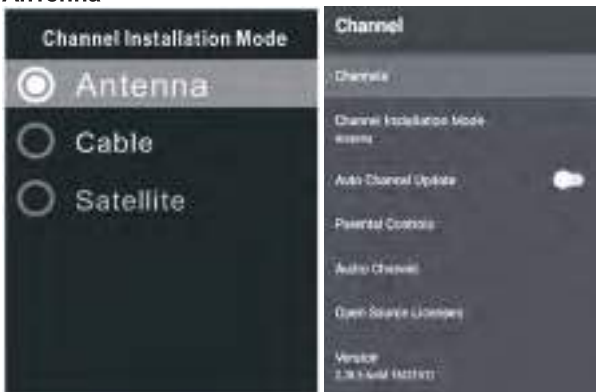 Antenna
Channel Installation Mode
Antenna
Cable
Satellite
Channel
Channels
Channel Installation Mode
Antenna
Auto Channel Update
Parental Controls
Audio Channel
Open Source Licenses
Version